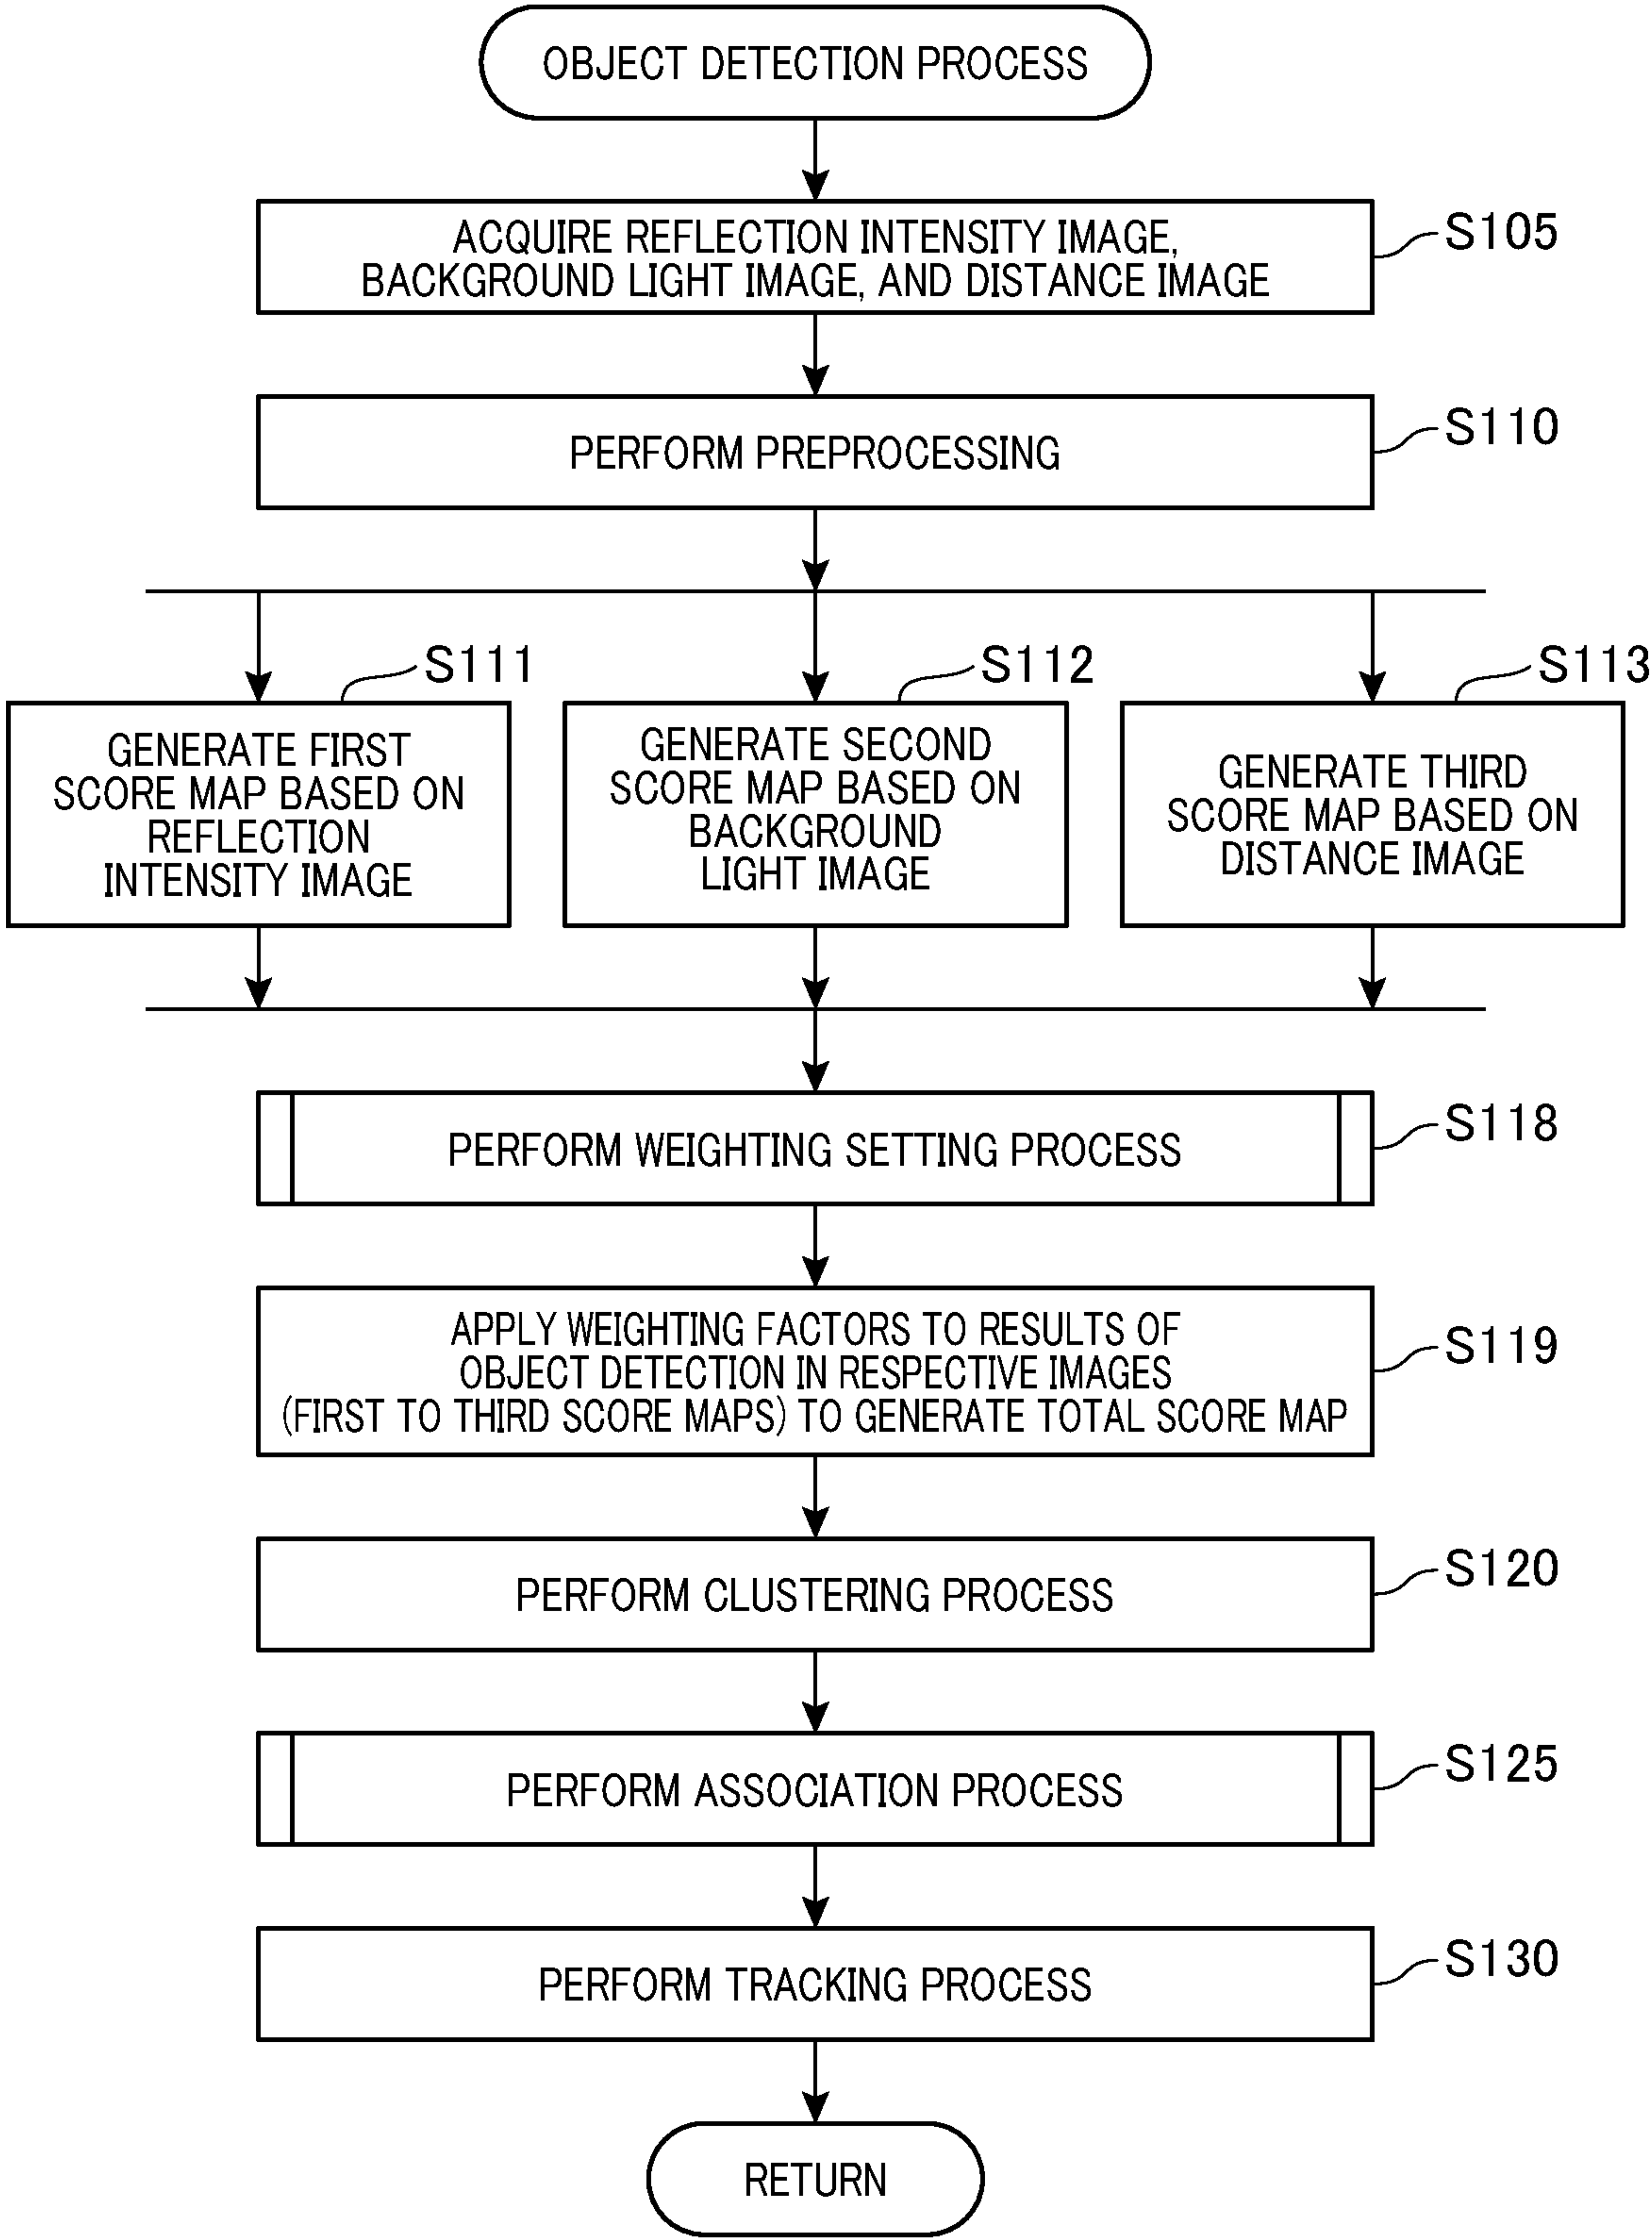 OBJECT DETECTION PROCESS
ACQUIRE REFLECTION INTENSITY IMAGE,
BACKGROUND LIGHT IMAGE, AND DISTANCE IMAGE
S105
PERFORM PREPROCESSING
S110
S111
GENERATE FIRST
SCORE MAP BASED ON
REFLECTION
INTENSITY IMAGE
S112
GENERATE SECOND
SCORE MAP BASED ON
BACKGROUND
LIGHT IMAGE
S113
GENERATE THIRD
SCORE MAP BASED ON
DISTANCE IMAGE
PERFORM WEIGHTING SETTING PROCESS
S118
APPLY WEIGHTING FACTORS TO RESULTS OF
OBJECT DETECTION IN RESPECTIVE IMAGES
(FIRST TO THIRD SCORE MAPS) TO GENERATE TOTAL SCORE MAP
S119
PERFORM CLUSTERING PROCESS
S120
PERFORM ASSOCIATION PROCESS
S125
PERFORM TRACKING PROCESS
S130
RETURN